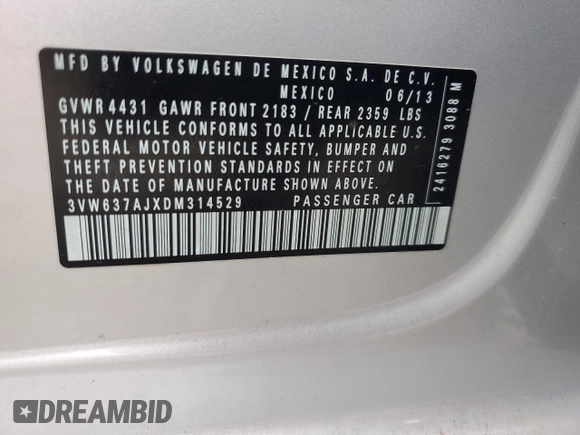 MFD BY VOLKSWAGEN DE MEXICO S.A. DE C.V.
MEXICO 06/13
GVWR 4431 GAWR FRONT 2183 / REAR 2359 LBS
THIS VEHICLE CONFORMS TO ALL APPLICABLE U.S.
FEDERAL MOTOR VEHICLE SAFETY, BUMPER AND
THEFT PREVENTION STANDARDS IN EFFECT ON
THE DATE OF MANUFACTURE SHOWN ABOVE.
3VW637AJXDM314529 PASSENGER CAR
2416279 3088 M
DREAMBID